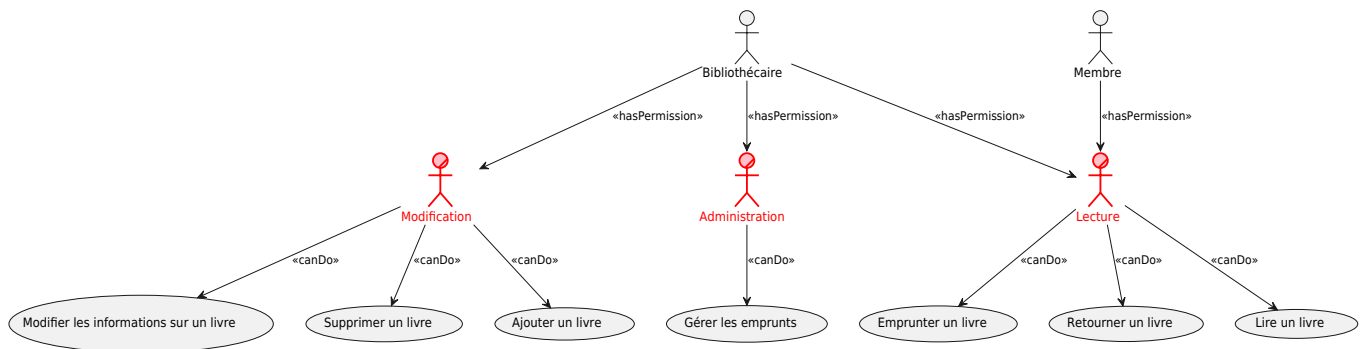 Bibliothécaire
Membre
«hasPermission»
«hasPermission»
«hasPermission»
«hasPermission»
Modification
Administration
Lecture
«canDo»
«canDo»
«canDo»
«canDo»
«canDo»
«canDo»
«canDo»
Modifier les informations sur un livre
Supprimer un livre
Ajouter un livre
Gérer les emprunts
Emprunter un livre
Retourner un livre
Lire un livre